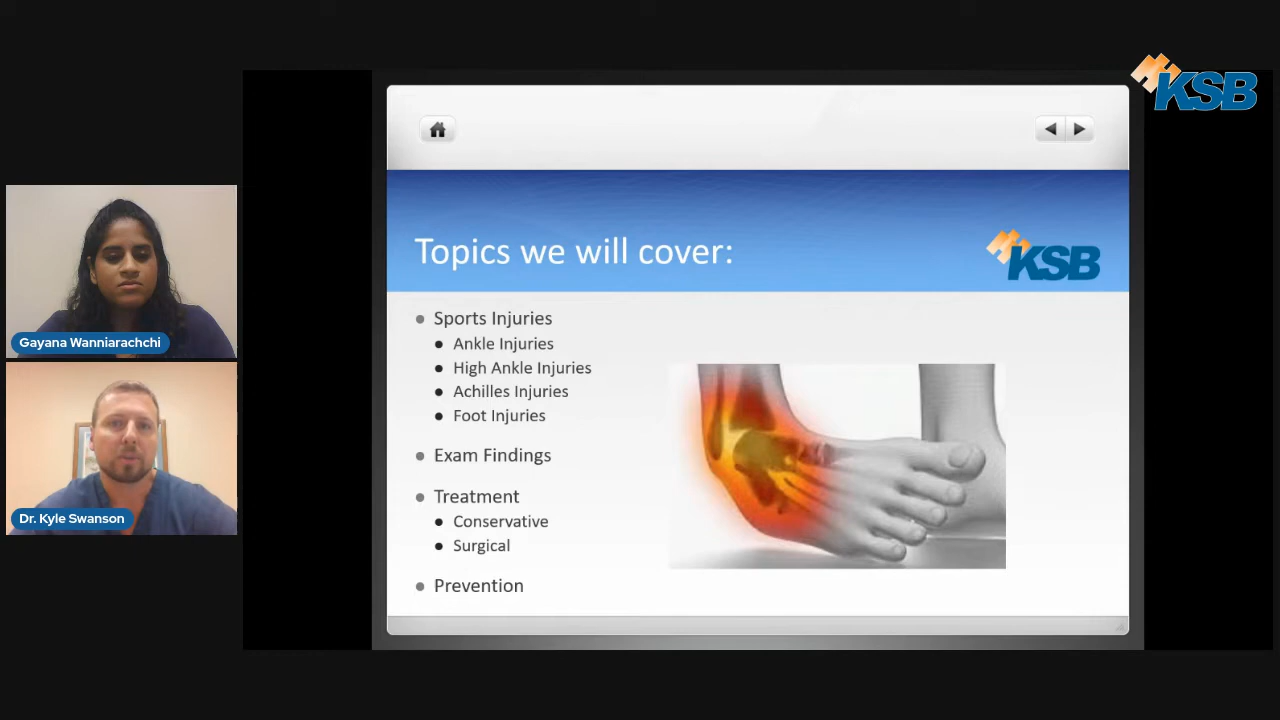 KSB
Topics we will cover:
KSB
Sports Injuries
Ankle Injuries
High Ankle Injuries
Achilles Injuries
Foot Injuries
Exam Findings
Treatment
Conservative
Surgical
Prevention
Gayana Wanniarachchi
Dr. Kyle Swanson